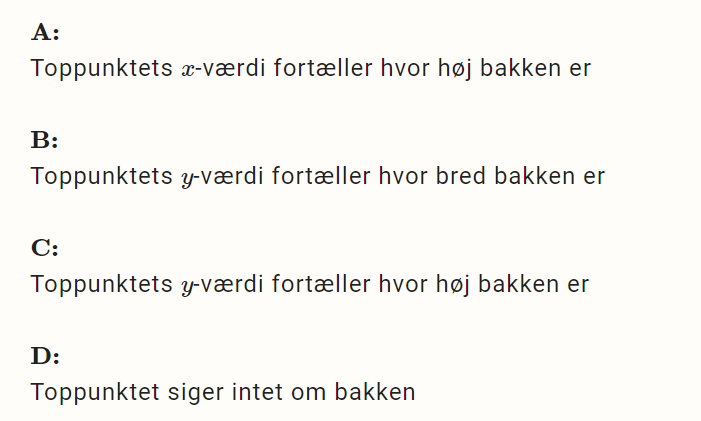 A:
Toppunktets x-værdi fortæller hvor høj bakken er
B:
Toppunktets y-værdi fortæller hvor bred bakken er
C:
Toppunktets y-værdi fortæller hvor høj bakken er
D:
Toppunktet siger intet om bakken